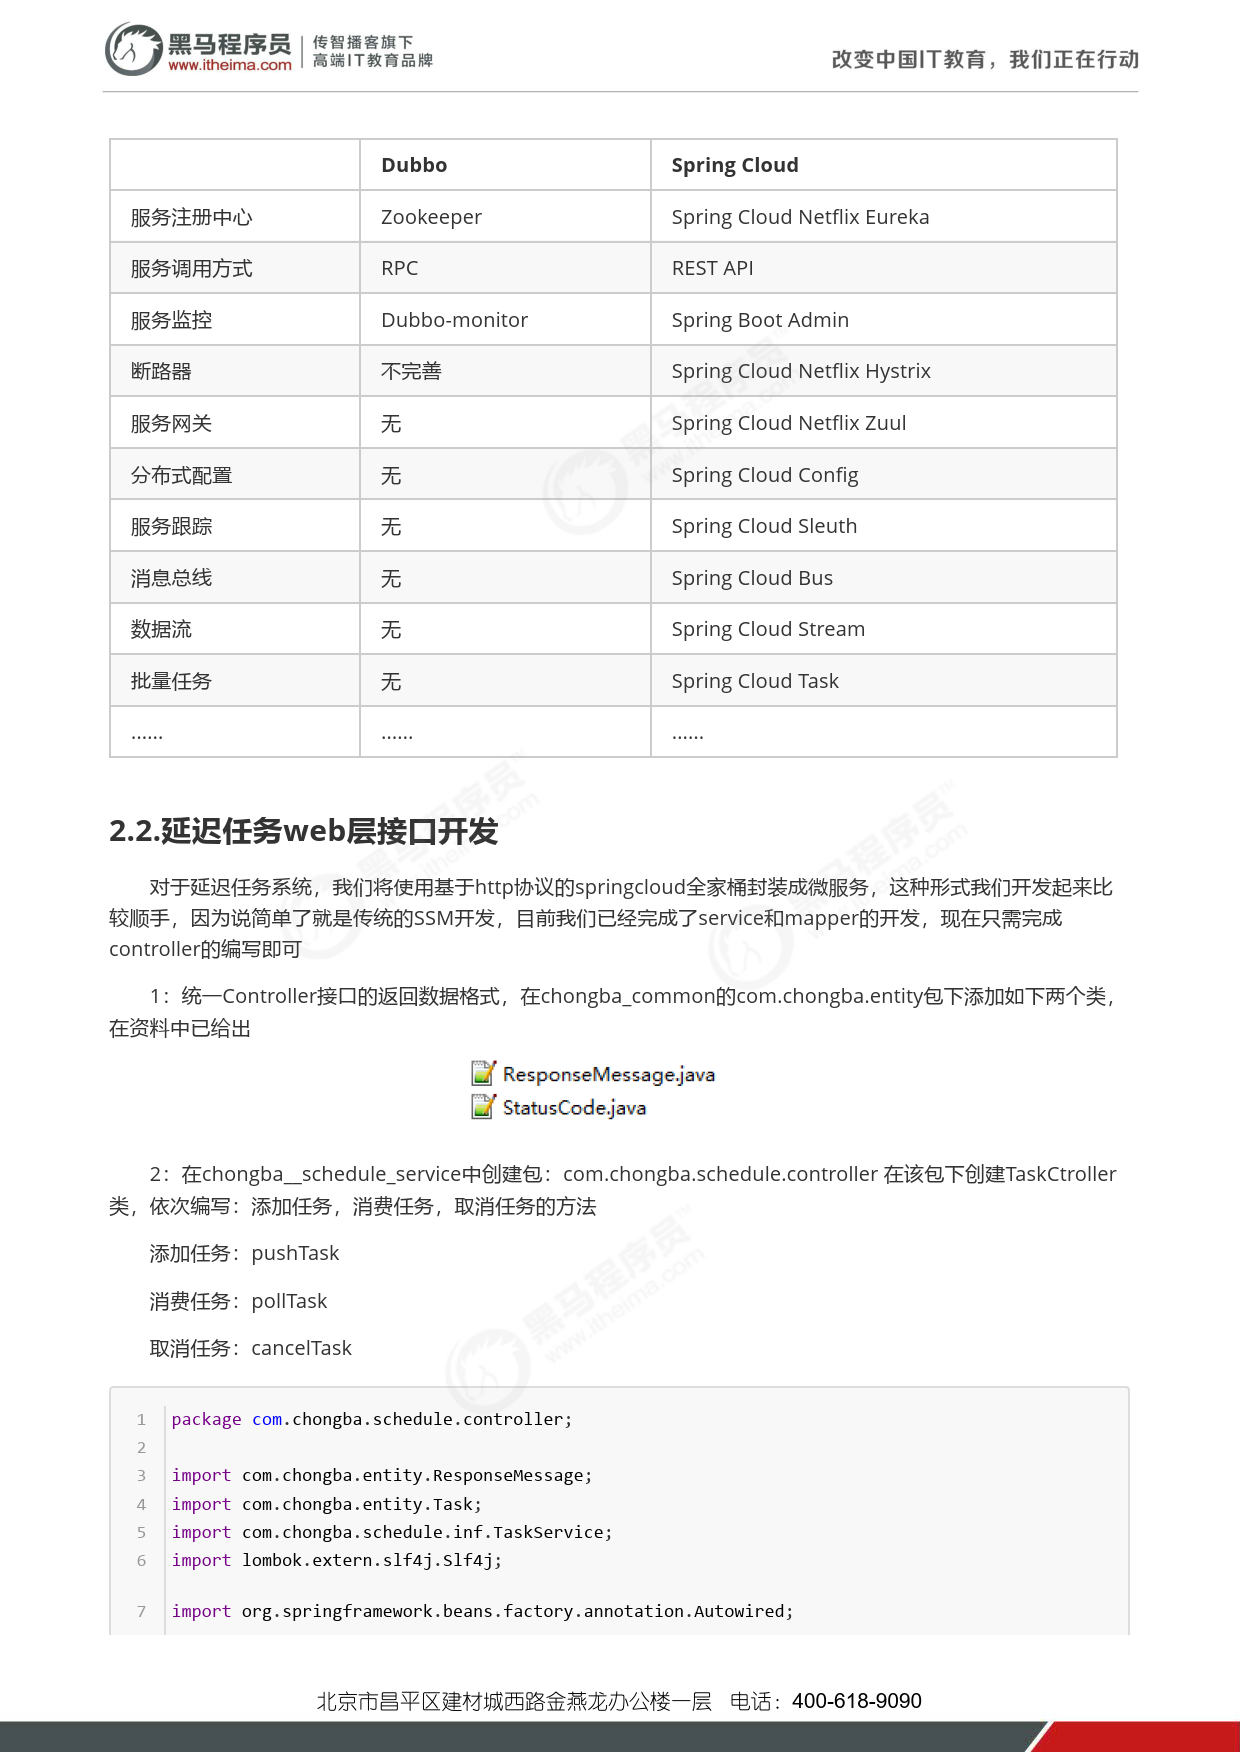 黑马程序员 传智播客旗下
www.itheima.com 高端IT教育品牌
改变中国IT教育，我们正在行动
Dubbo Spring Cloud
服务注册中心 Zookeeper Spring Cloud Netflix Eureka
服务调用方式 RPC REST API
服务监控 Dubbo-monitor Spring Boot Admin
断路器 不完善 Spring Cloud Netflix Hystrix
服务网关 无 Spring Cloud Netflix Zuul
分布式配置 无 Spring Cloud Config
服务跟踪 无 Spring Cloud Sleuth
消息总线 无 Spring Cloud Bus
数据流 无 Spring Cloud Stream
批量任务 无 Spring Cloud Task
...... ...... ......
2.2.延迟任务web层接口开发
对于延迟任务系统，我们将使用基于http协议的springcloud全家桶封装成微服务，这种形式我们开发起来比
较顺手，因为说简单了就是传统的SSM开发，目前我们已经完成了service和mapper的开发，现在只需完成
controller的编写即可
1：统一Controller接口的返回数据格式，在chongba_common的com.chongba.entity包下添加如下两个类，
在资料中已给出
ResponseMessage.java
StatusCode.java
2：在chongba__schedule_service中创建包：com.chongba.schedule.controller 在该包下创建TaskCtroller
类，依次编写：添加任务，消费任务，取消任务的方法
添加任务：pushTask
消费任务：pollTask
取消任务：cancelTask
1 package com.chongba.schedule.controller;
2
3 import com.chongba.entity.ResponseMessage;
4 import com.chongba.entity.Task;
5 import com.chongba.schedule.inf.TaskService;
6 import lombok.extern.slf4j.Slf4j;
7 import org.springframework.beans.factory.annotation.Autowired;
北京市昌平区建材城西路金燕龙办公楼一层 电话：400-618-9090